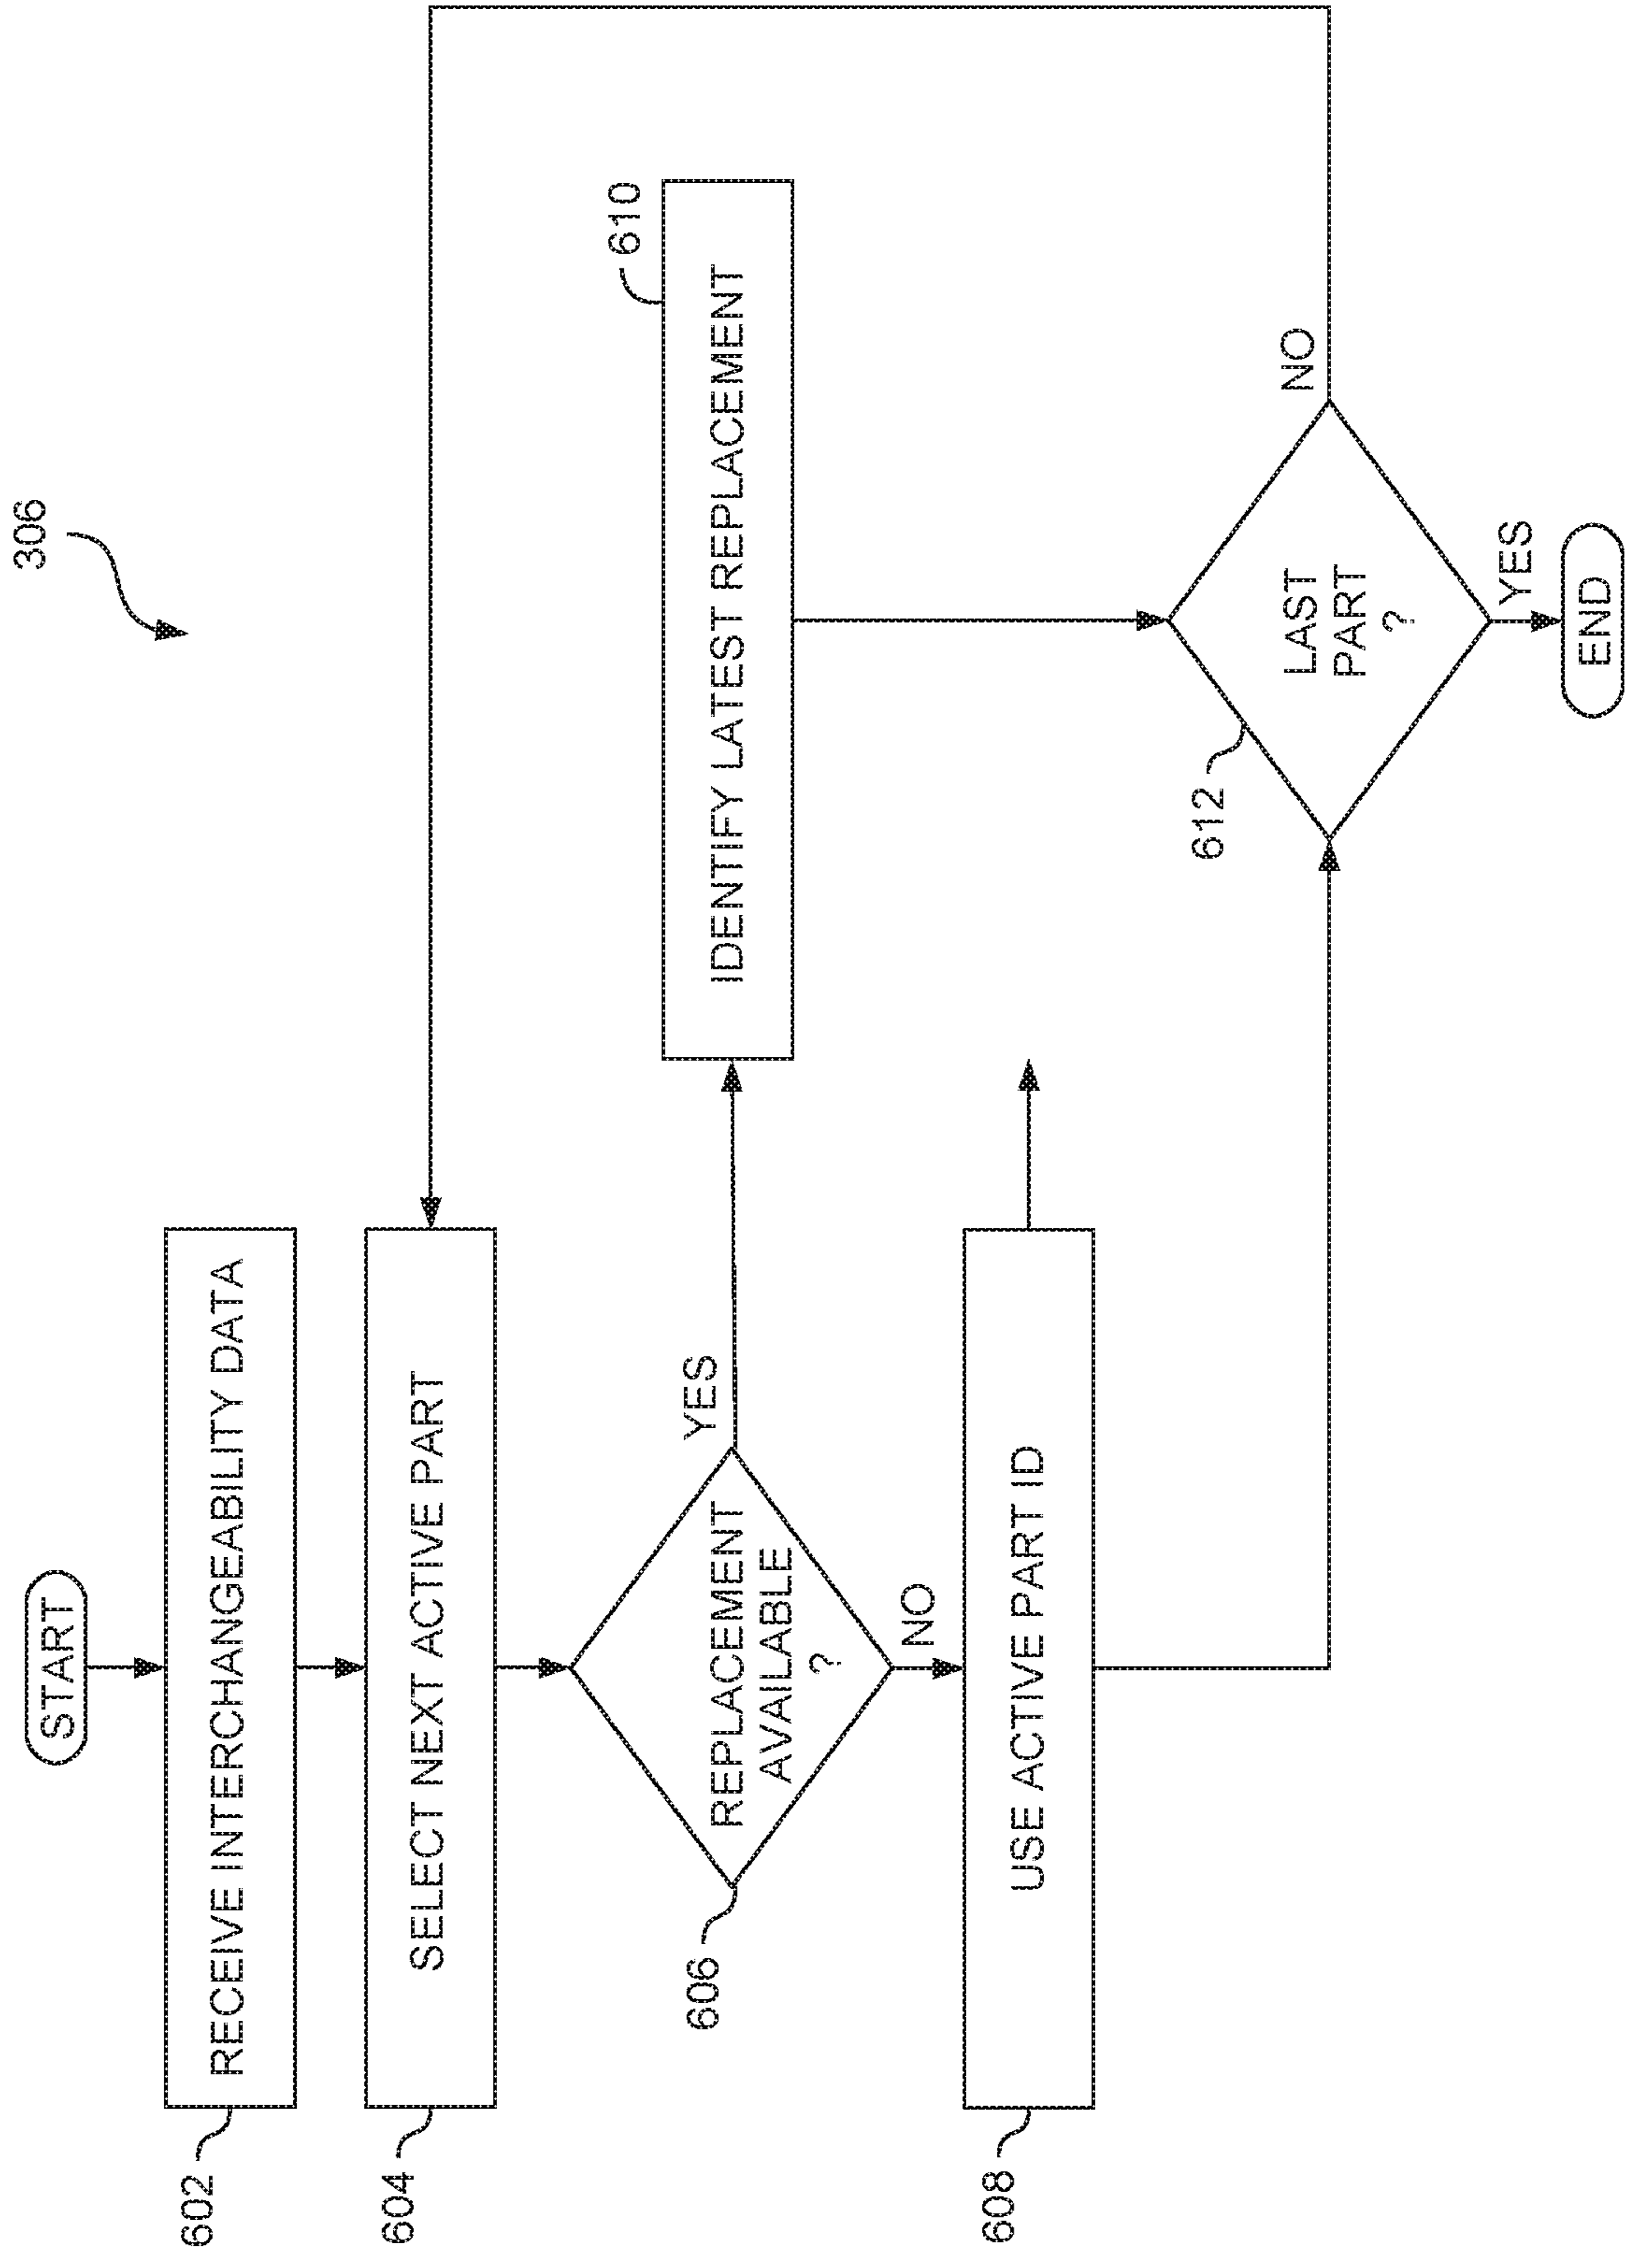 306
START
602
RECEIVE INTERCHANGEABILITY DATA
604
SELECT NEXT ACTIVE PART
606
REPLACEMENT
AVAILABLE
?
YES
610
IDENTIFY LATEST REPLACEMENT
NO
608
USE ACTIVE PART ID
612
LAST
PART
?
NO
YES
END